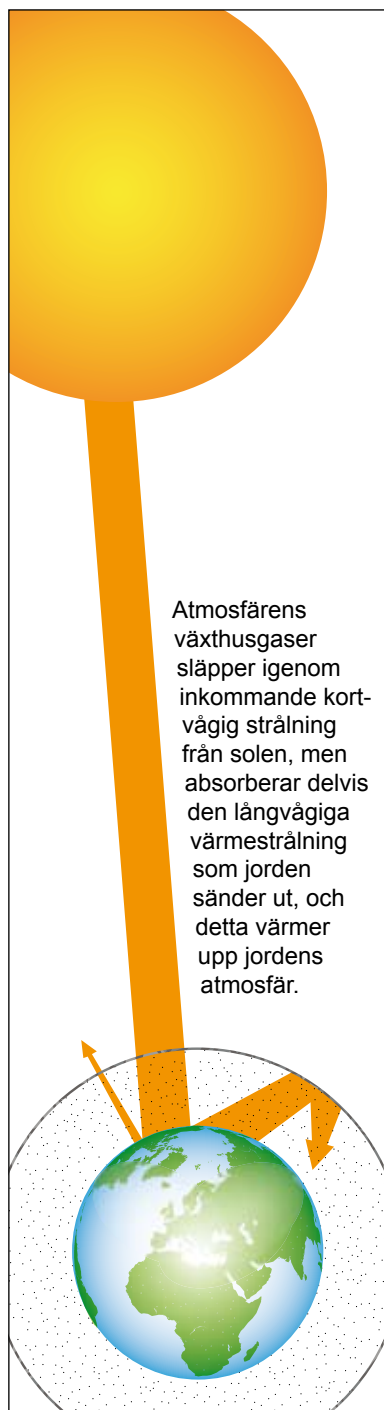 Atmosfärens
växthusgaser
släpper igenom
inkommande kort-
vågig strålning
från solen, men
absorberar delvis
den långvågiga
värmestrålning
som jorden
sänder ut, och
detta värmer
upp jordens
atmosfär.